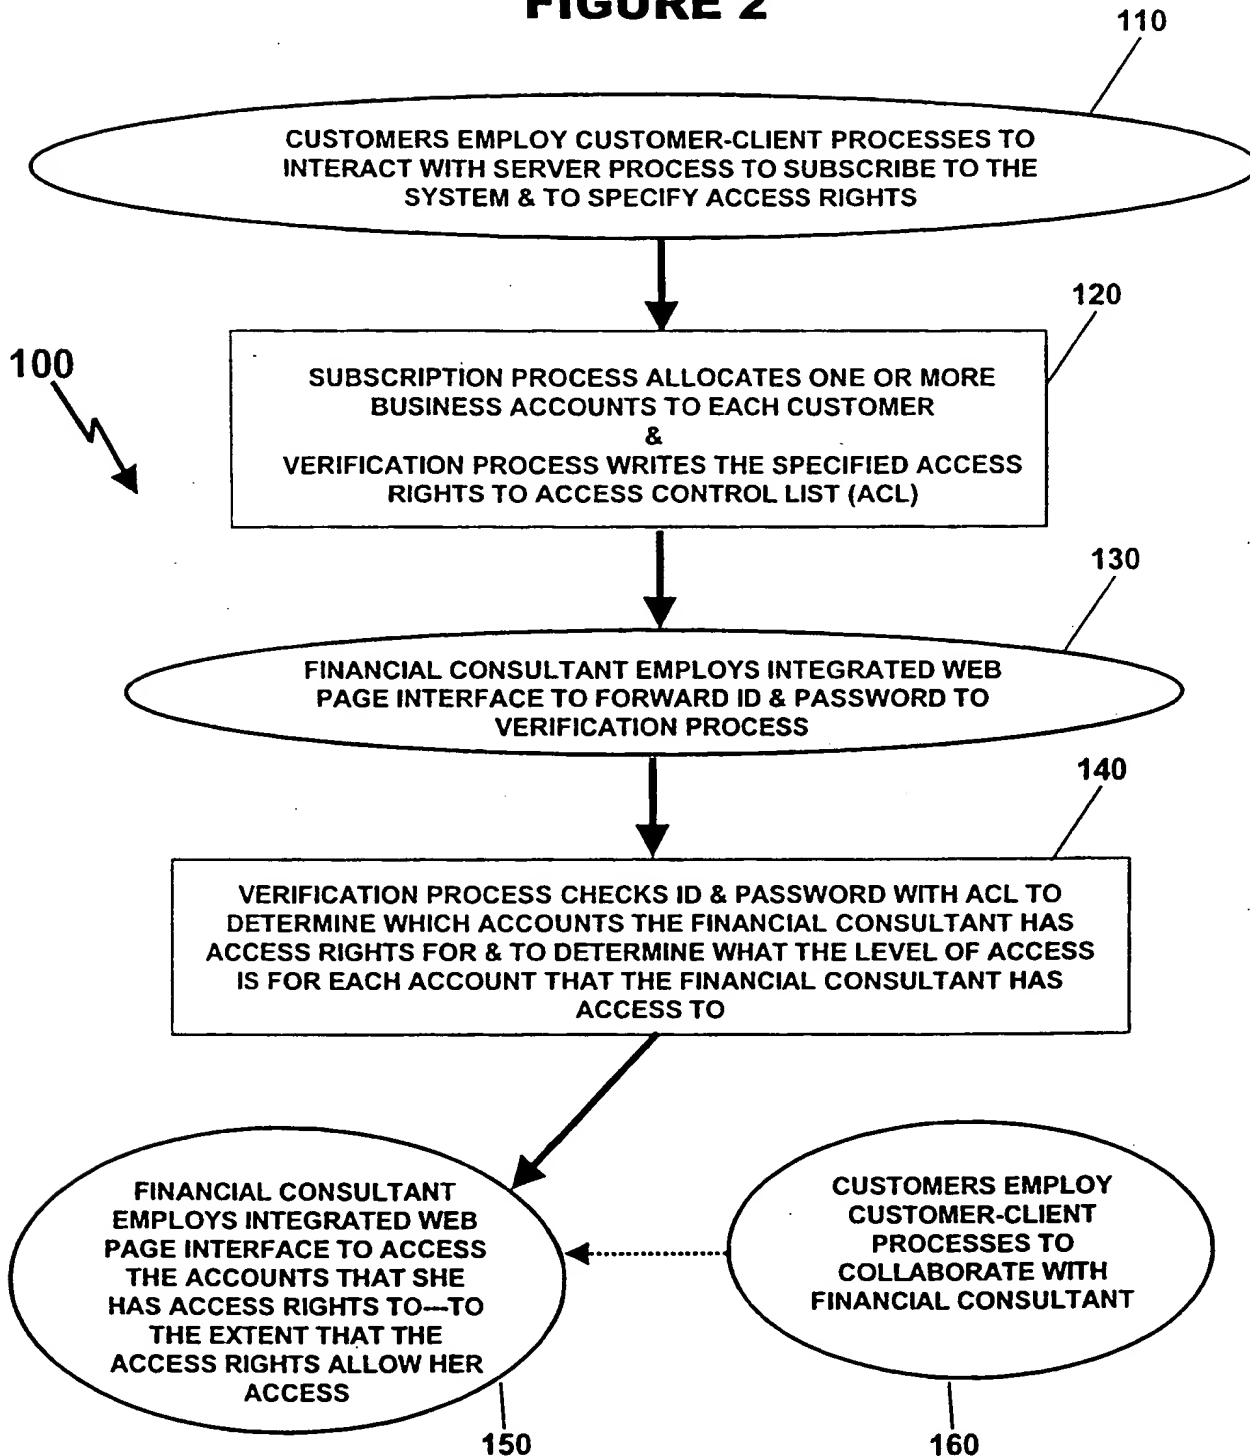 FIGURE 2
110
CUSTOMERS EMPLOY CUSTOMER-CLIENT PROCESSES TO
INTERACT WITH SERVER PROCESS TO SUBSCRIBE TO THE
SYSTEM & TO SPECIFY ACCESS RIGHTS
120
100
SUBSCRIPTION PROCESS ALLOCATES ONE OR MORE
BUSINESS ACCOUNTS TO EACH CUSTOMER
&
VERIFICATION PROCESS WRITES THE SPECIFIED ACCESS
RIGHTS TO ACCESS CONTROL LIST (ACL)
130
FINANCIAL CONSULTANT EMPLOYS INTEGRATED WEB
PAGE INTERFACE TO FORWARD ID & PASSWORD TO
VERIFICATION PROCESS
140
VERIFICATION PROCESS CHECKS ID & PASSWORD WITH ACL TO
DETERMINE WHICH ACCOUNTS THE FINANCIAL CONSULTANT HAS
ACCESS RIGHTS FOR & TO DETERMINE WHAT THE LEVEL OF ACCESS
IS FOR EACH ACCOUNT THAT THE FINANCIAL CONSULTANT HAS
ACCESS TO
FINANCIAL CONSULTANT
EMPLOYS INTEGRATED WEB
PAGE INTERFACE TO ACCESS
THE ACCOUNTS THAT SHE
HAS ACCESS RIGHTS TO—TO
THE EXTENT THAT THE
ACCESS RIGHTS ALLOW HER
ACCESS
150
CUSTOMERS EMPLOY
CUSTOMER-CLIENT
PROCESSES TO
COLLABORATE WITH
FINANCIAL CONSULTANT
160